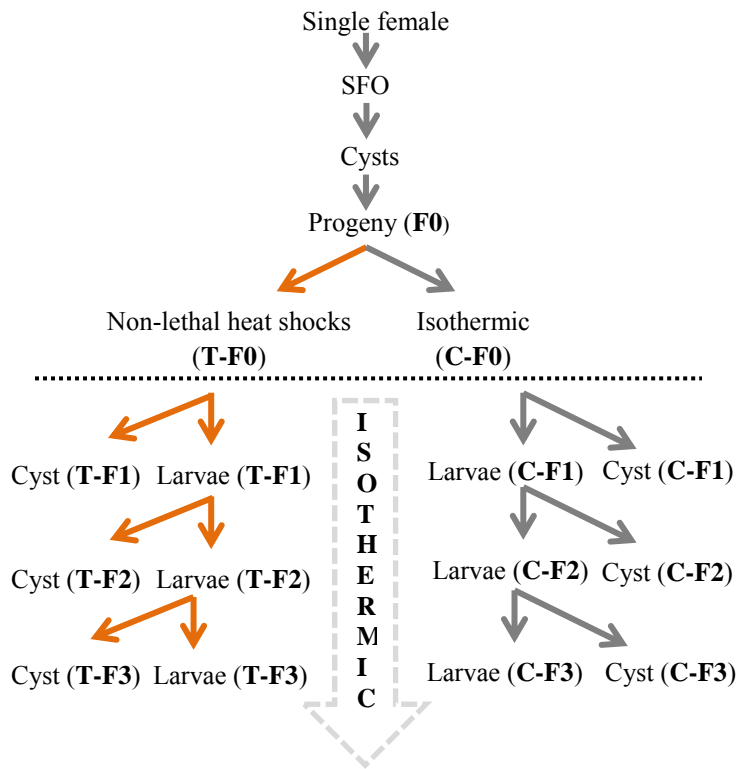 Single female
SFO
Cysts
Progeny (F0)
Non-lethal heat shocks
(T-F0)
Isothermic
(C-F0)
ISOTHERMIC
Cyst (T-F1) Larvae (T-F1)
Larvae (C-F1) Cyst (C-F1)
Cyst (T-F2) Larvae (T-F2)
Larvae (C-F2) Cyst (C-F2)
Cyst (T-F3) Larvae (T-F3)
Larvae (C-F3) Cyst (C-F3)